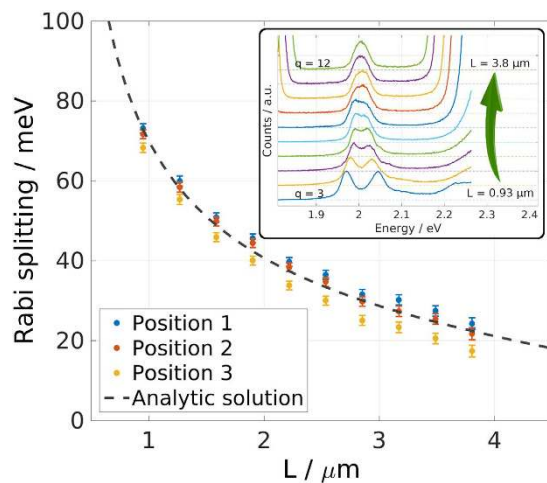 Rabi splitting / meV
100
80
60
40
20
0
1
2
3
4
L / μm
Position 1
Position 2
Position 3
Analytic solution
Counts / a.u.
q = 12
L = 3.8 μm
q = 3
L = 0.93 μm
1.9
2
2.1
2.2
2.3
2.4
Energy / eV